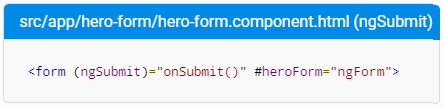 src/app/hero-form/hero-form.component.html (ngSubmit)
<form (ngSubmit)="onSubmit()" #heroForm="ngForm">